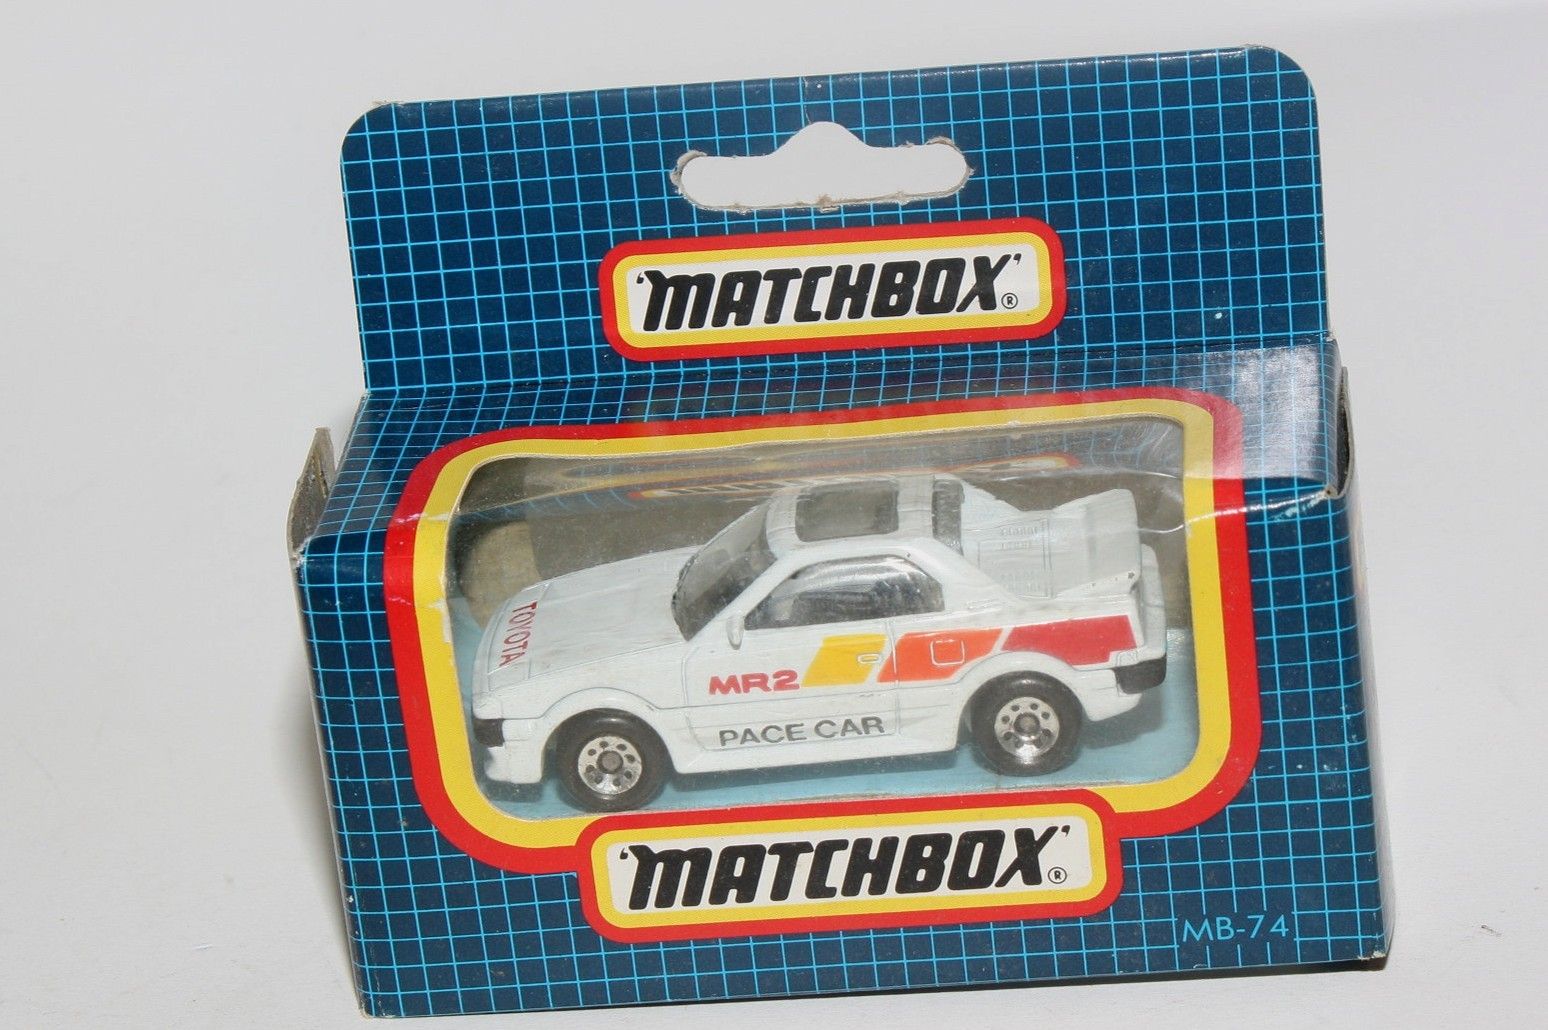 'MATCHBOX'®
TOYOTA
MR2
PACE CAR
'MATCHBOX'®
MB-74